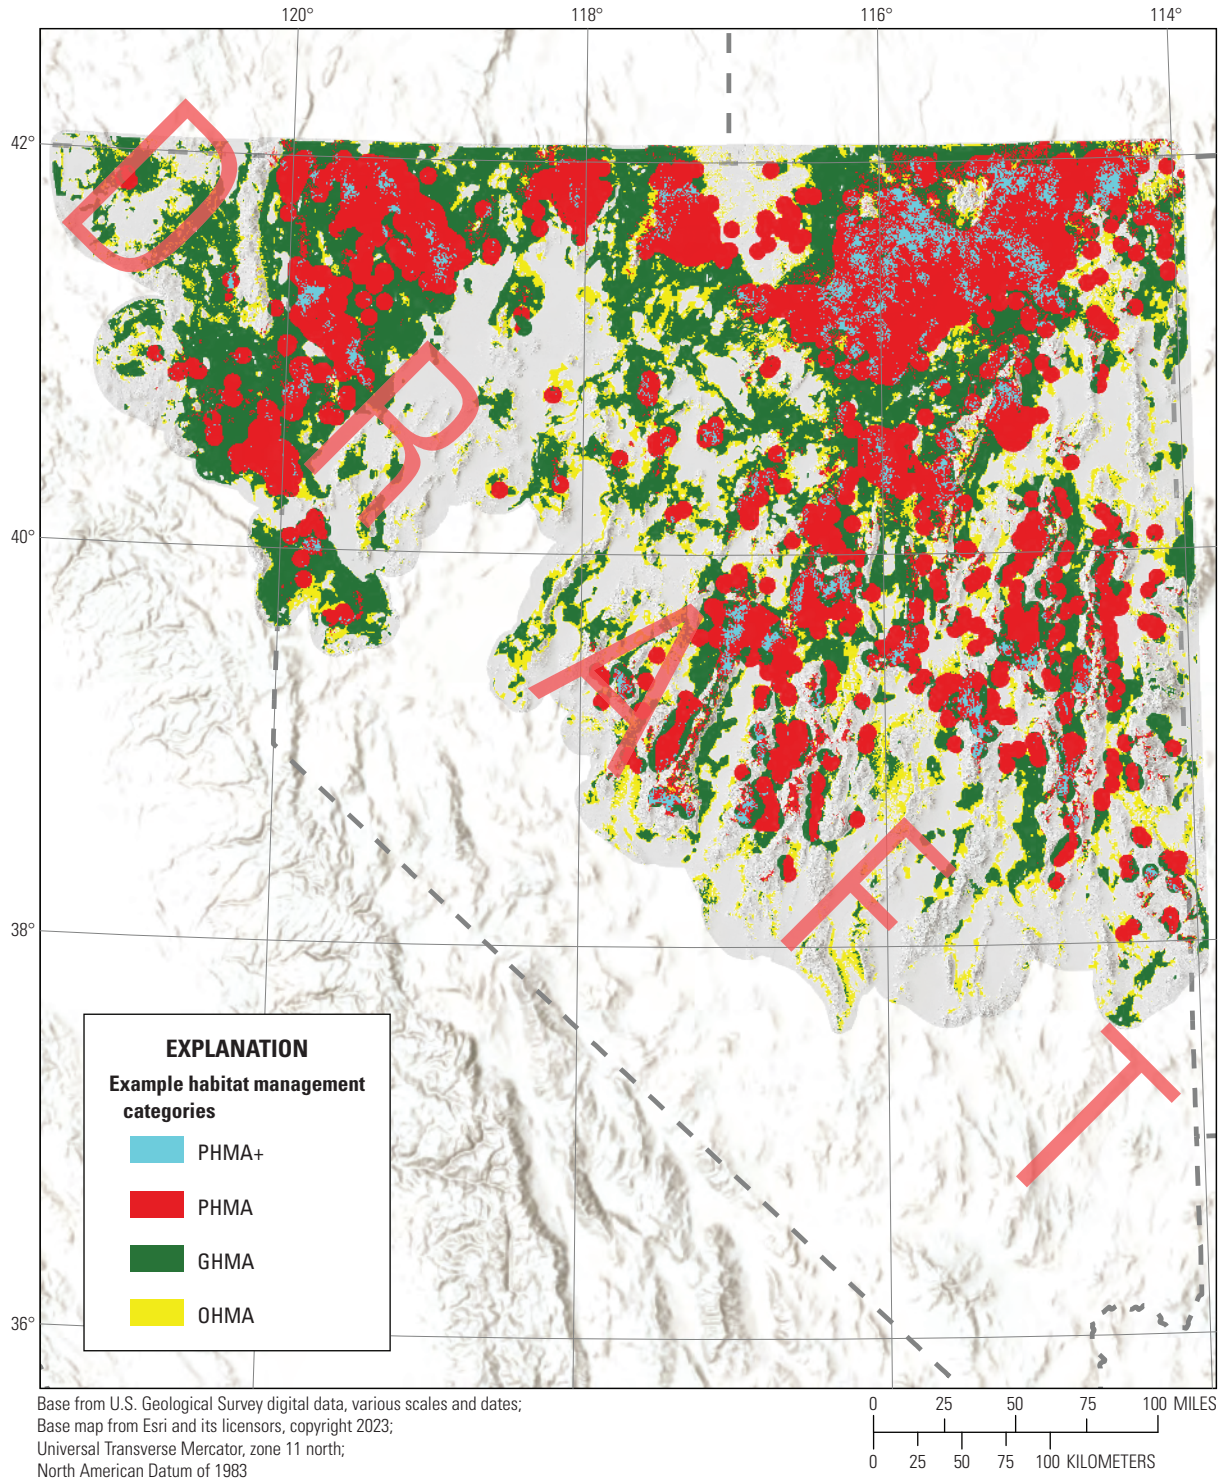 120° 118° 116° 114°
42°
40°
38°
36°
DRAFT
EXPLANATION
Example habitat management
categories
PHMA+
PHMA
GHMA
OHMA
Base from U.S. Geological Survey digital data, various scales and dates;
Base map from Esri and its licensors, copyright 2023;
Universal Transverse Mercator, zone 11 north;
North American Datum of 1983
0 25 50 75 100 MILES
0 25 50 75 100 KILOMETERS